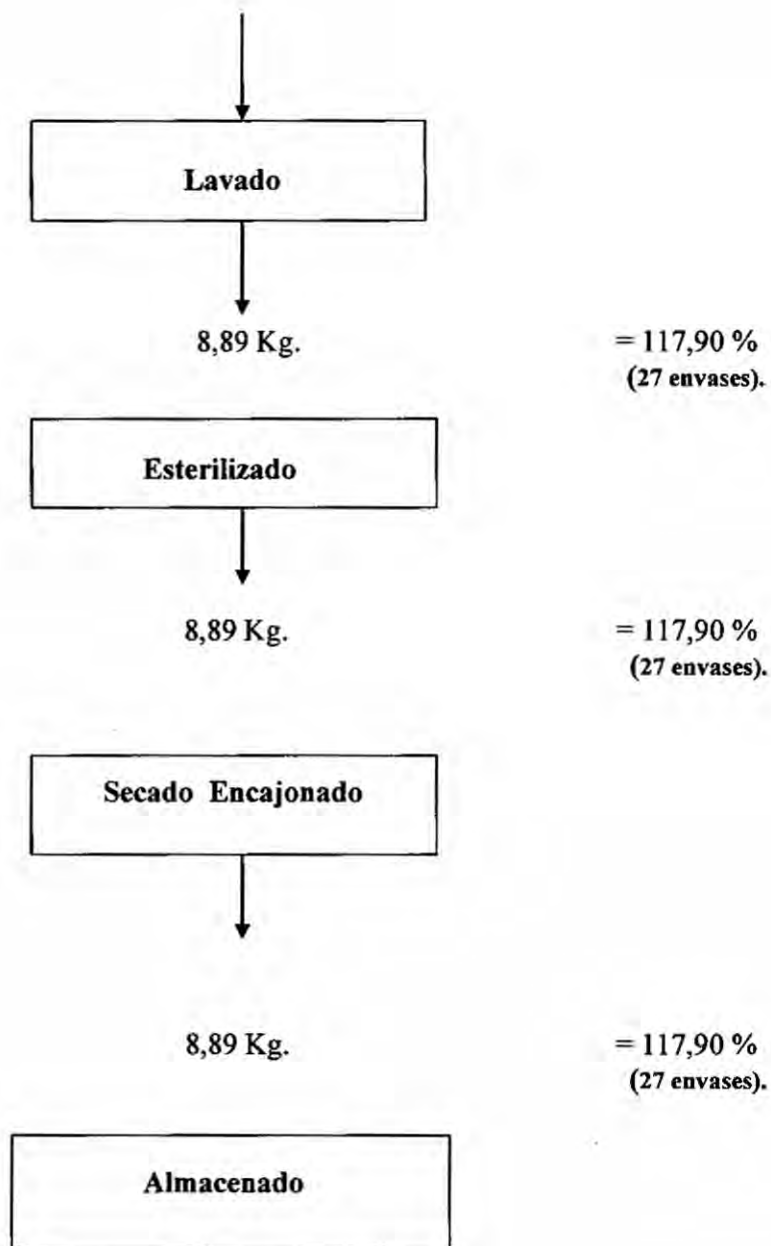 Lavado
8,89 Kg. = 117,90 %
(27 envases).
Esterilizado
8,89 Kg. = 117,90 %
(27 envases).
Secado Encajonado
8,89 Kg. = 117,90 %
(27 envases).
Almacenado